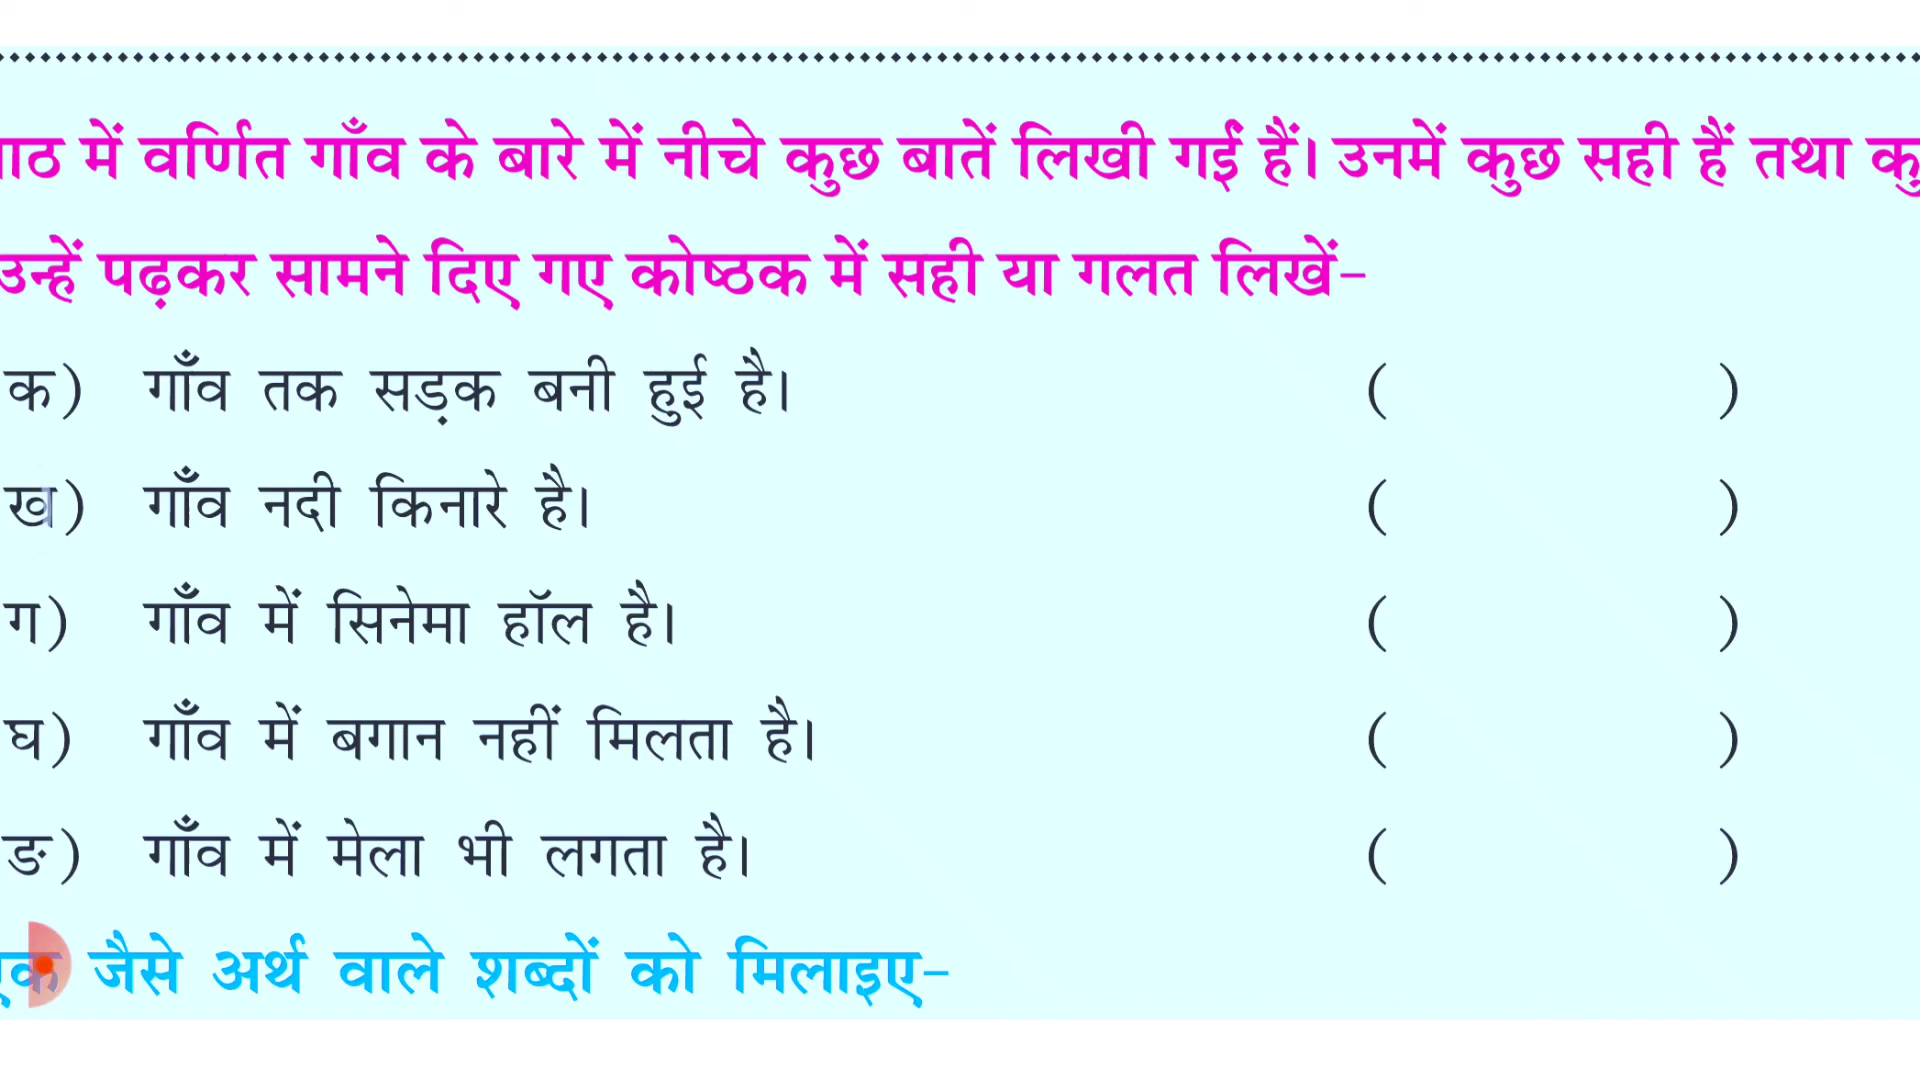 पाठ में वर्णित गाँव के बारे में नीचे कुछ बातें लिखी गईं हैं। उनमें कुछ सही हैं तथा
उन्हें पढ़कर सामने दिए गए कोष्ठक में सही या गलत लिखें-
क) गाँव तक सड़क बनी हुई है। ( )
ख) गाँव नदी किनारे है। ( )
ग) गाँव में सिनेमा हॉल है। ( )
घ) गाँव में बगान नहीं मिलता है। ( )
ङ) गाँव में मेला भी लगता है। ( )
एक जैसे अर्थ वाले शब्दों को मिलाइए-